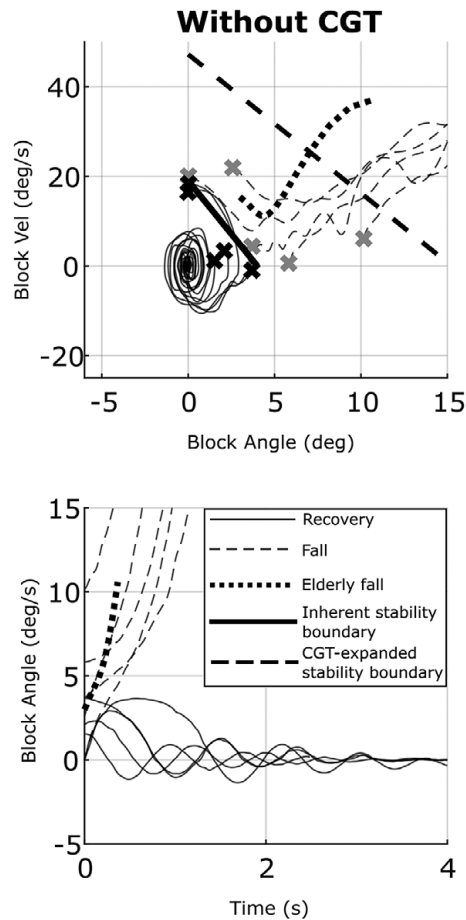 Without CGT
40
20
0
-20
Block Vel (deg/s)
-5
0
5
10
15
Block Angle (deg)
15
10
5
0
-5
Block Angle (deg/s)
Recovery
Fall
Elderly fall
Inherent stability
boundary
CGT-expanded
stability boundary
0
2
4
Time (s)